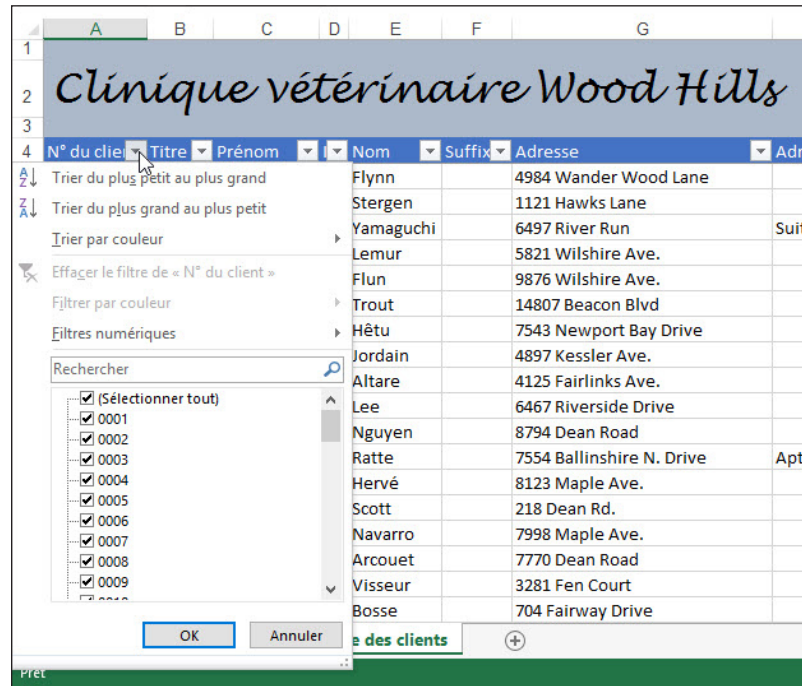 A B C D E F G
1
2 Clinique vétérinaire Wood Hills
3
4 N° du clie Titre Prénom I Nom Suffix Adresse Adr
Trier du plus petit au plus grand Flynn 4984 Wander Wood Lane
Trier du plus grand au plus petit Stergen 1121 Hawks Lane
Yamaguchi 6497 River Run Suit
Trier par couleur Lemur 5821 Wilshire Ave.
Effacer le filtre de « N° du client » Flun 9876 Wilshire Ave.
Filtrer par couleur Trout 14807 Beacon Blvd
Filtres numériques Hêtu 7543 Newport Bay Drive
Rechercher Jordain 4897 Kessler Ave.
(Sélectionner tout) Altare 4125 Fairlinks Ave.
0001 Lee 6467 Riverside Drive
0002 Nguyen 8794 Dean Road
0003 Ratte 7554 Ballinshire N. Drive Apt
0004 Hervé 8123 Maple Ave.
0005
0006 Scott 218 Dean Rd.
0007 Navarro 7998 Maple Ave.
0008 Arcouet 7770 Dean Road
0009 Visseur 3281 Fen Court
0010 Bosse 704 Fairway Drive
OK Annuler e des clients
Prêt